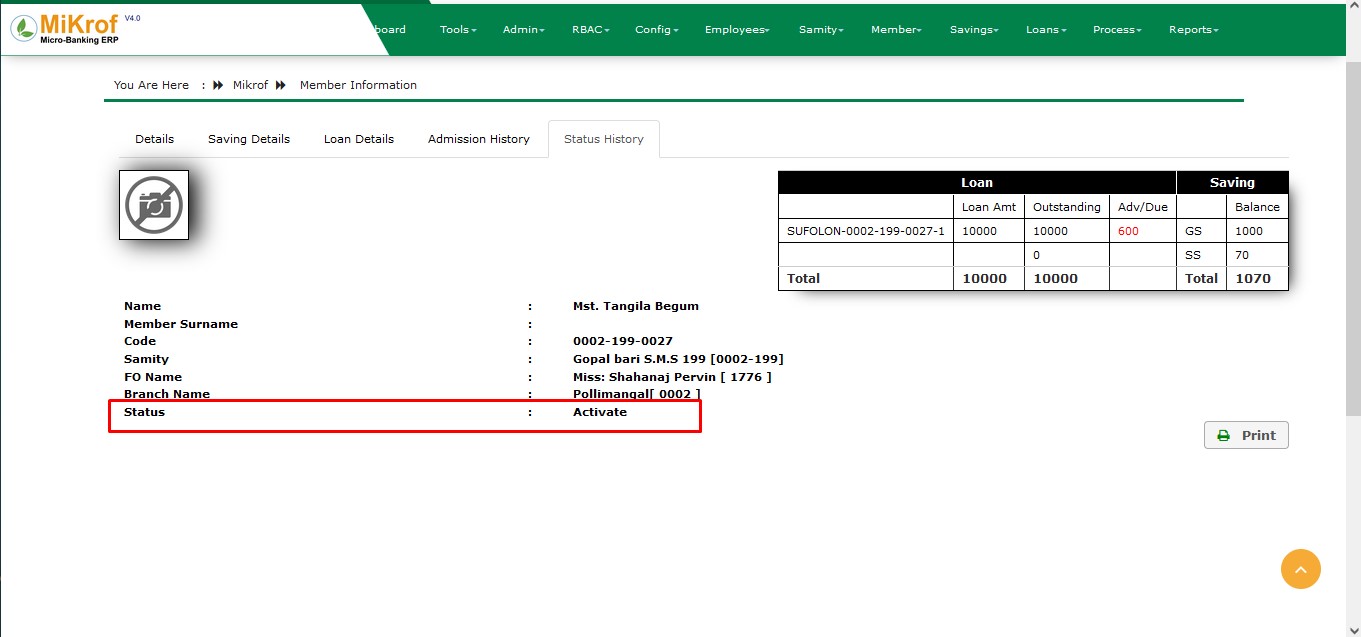 MiKrof V4.0
Micro-Banking ERP
board Tools Admin RBAC Config Employees Samity Member Savings Loans Process Reports
You Are Here : Mikrof Member Information
Details Saving Details Loan Details Admission History Status History
Loan Saving
Loan Amt Outstanding Adv/Due Balance
SUFOLON-0002-199-0027-1 10000 10000 600 GS 1000
0 SS 70
Total 10000 10000 Total 1070
Name : Mst. Tangila Begum
Member Surname :
Code : 0002-199-0027
Samity : Gopal bari S.M.S 199 [0002-199]
FO Name : Miss: Shahanaj Pervin [ 1776 ]
Branch Name : Pollimangal[ 0002 ]
Status : Activate
Print